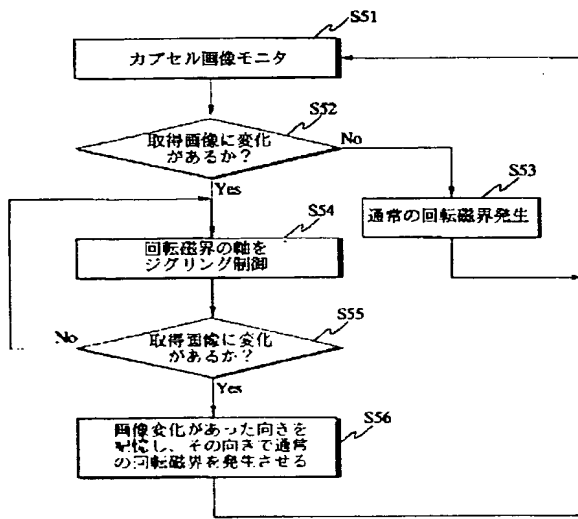 S51
カプセル画像モニタ
S52
取得画像に変化
があるか？
No
Yes
S53
通常の回転磁界発生
S54
回転磁界の軸を
ジグリング制御
S55
No
取得画像に変化
があるか？
Yes
S56
画像変化があった向きを
記憶し、その向きで通常
の回転磁界を発生させる